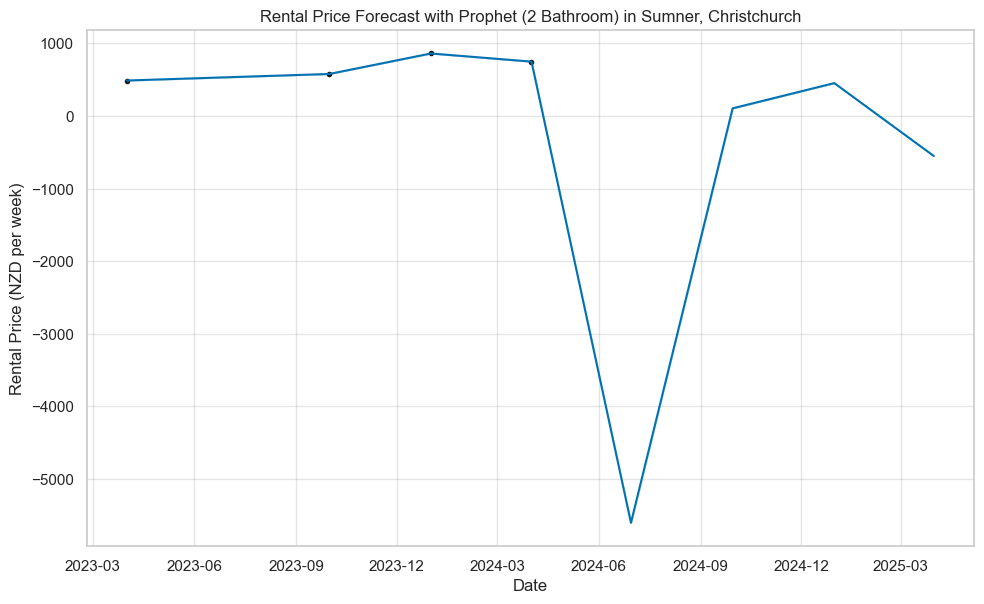 Rental Price Forecast with Prophet (2 Bathroom) in Sumner, Christchurch
Rental Price (NZD per week)
1000
0
−1000
−2000
−3000
−4000
−5000
2023-03 2023-06 2023-09 2023-12 2024-03 2024-06 2024-09 2024-12 2025-03
Date